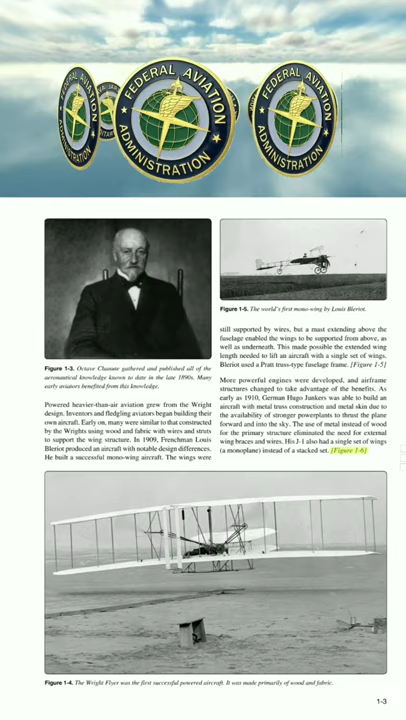 FEDERAL AVIATION
ADMINISTRATION
FEDERAL AVIATION
ADMINISTRATION
FEDERAL AVIATION
ADMINISTRATION
Figure 1-3. Octave Chanute gathered and published all of the
aeronautical knowledge known to date in the late 1890s. Many
early aviators benefited from this knowledge.
Powered heavier-than-air aviation grew from the Wright
design. Inventors and fledgling aviators began building their
own aircraft. Early on, many were similar to that constructed
by the Wrights using wood and fabric with wires and struts
to support the wing structure. In 1909, Frenchman Louis
Bleriot produced an aircraft with notable design differences.
He built a successful mono-wing aircraft. The wings were
Figure 1-5. The world's first mono-wing by Louis Bleriot.
still supported by wires, but a mast extending above the
fuselage enabled the wings to be supported from above, as
well as underneath. This made possible the extended wing
length needed to lift an aircraft with a single set of wings.
Bleriot used a Pratt truss-type fuselage frame. [Figure 1-5]
More powerful engines were developed, and airframe
structures changed to take advantage of the benefits. As
early as 1910, German Hugo Junkers was able to build an
aircraft with metal truss construction and metal skin due to
the availability of stronger powerplants to thrust the plane
forward and into the sky. The use of metal instead of wood
for the primary structure eliminated the need for external
wing braces and wires. His J-1 also had a single set of wings
(a monoplane) instead of a stacked set. [Figure 1-6]
Figure 1-4. The Wright Flyer was the first successful powered aircraft. It was made primarily of wood and fabric.
1-3